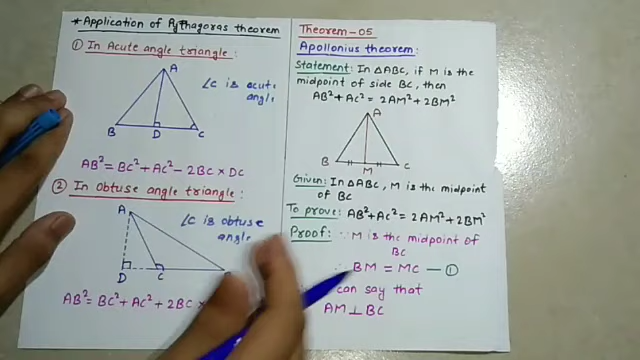 *Application of Pythagoras theorem
① In Acute angle triangle:
A
∠C is acute
angle
B
D
C
AB² = BC² + AC² - 2BC × DC
② In Obtuse angle triangle:
A
∠C is obtuse
angle
D
C
AB² = BC² + AC² + 2BC ×
Theorem-05
Apollonius theorem:
Statement: In △ABC, if M is the
midpoint of side BC, then
AB² + AC² = 2AM² + 2BM²
A
B
M
C
Given: In △ABC, M is the midpoint
of BC
To prove: AB² + AC² = 2AM² + 2BM²
Proof: ∵ M is the midpoint of
BC
∴ BM = MC — ①
can say that
AM ⊥ BC